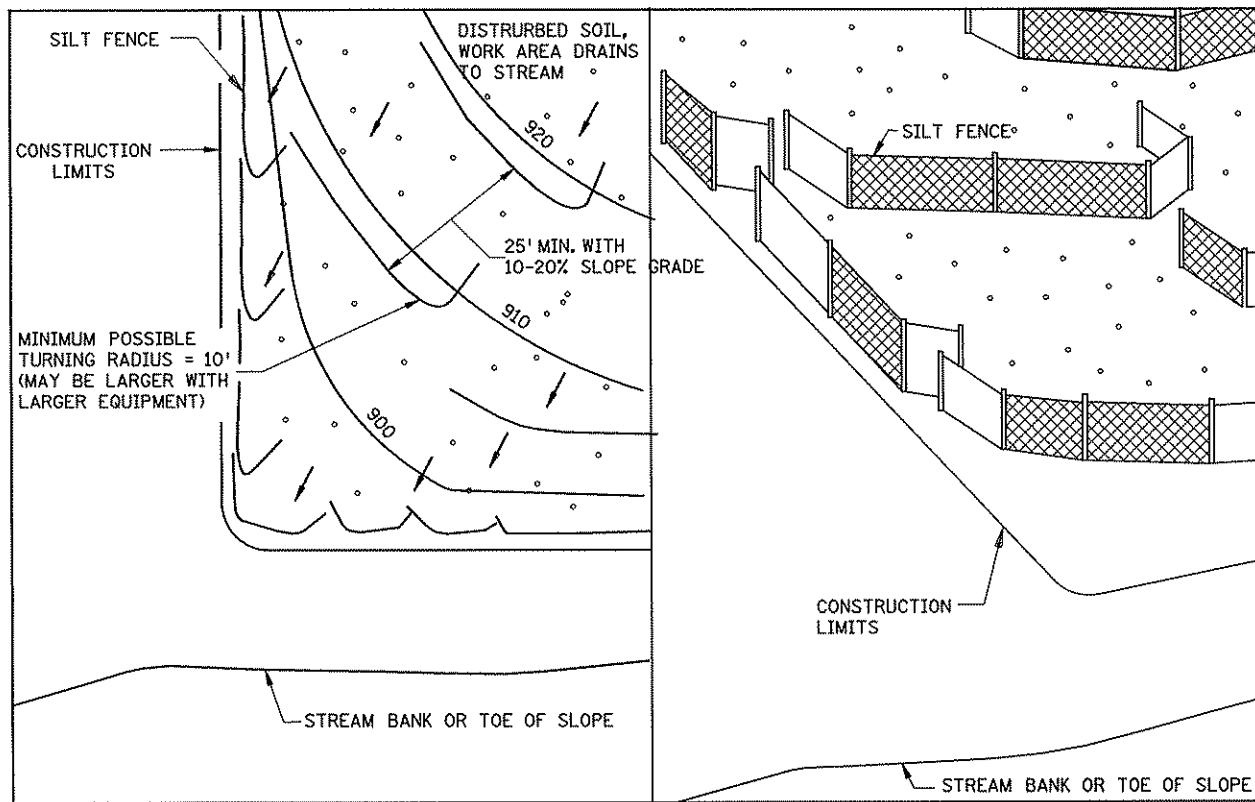 SILT FENCE
DISTRURBED SOIL,
WORK AREA DRAINS
TO STREAM
CONSTRUCTION
LIMITS
920
25' MIN. WITH
10-20% SLOPE GRADE
910
MINIMUM POSSIBLE
TURNING RADIUS = 10'
(MAY BE LARGER WITH
LARGER EQUIPMENT)
900
STREAM BANK OR TOE OF SLOPE
SILT FENCE
CONSTRUCTION
LIMITS
STREAM BANK OR TOE OF SLOPE